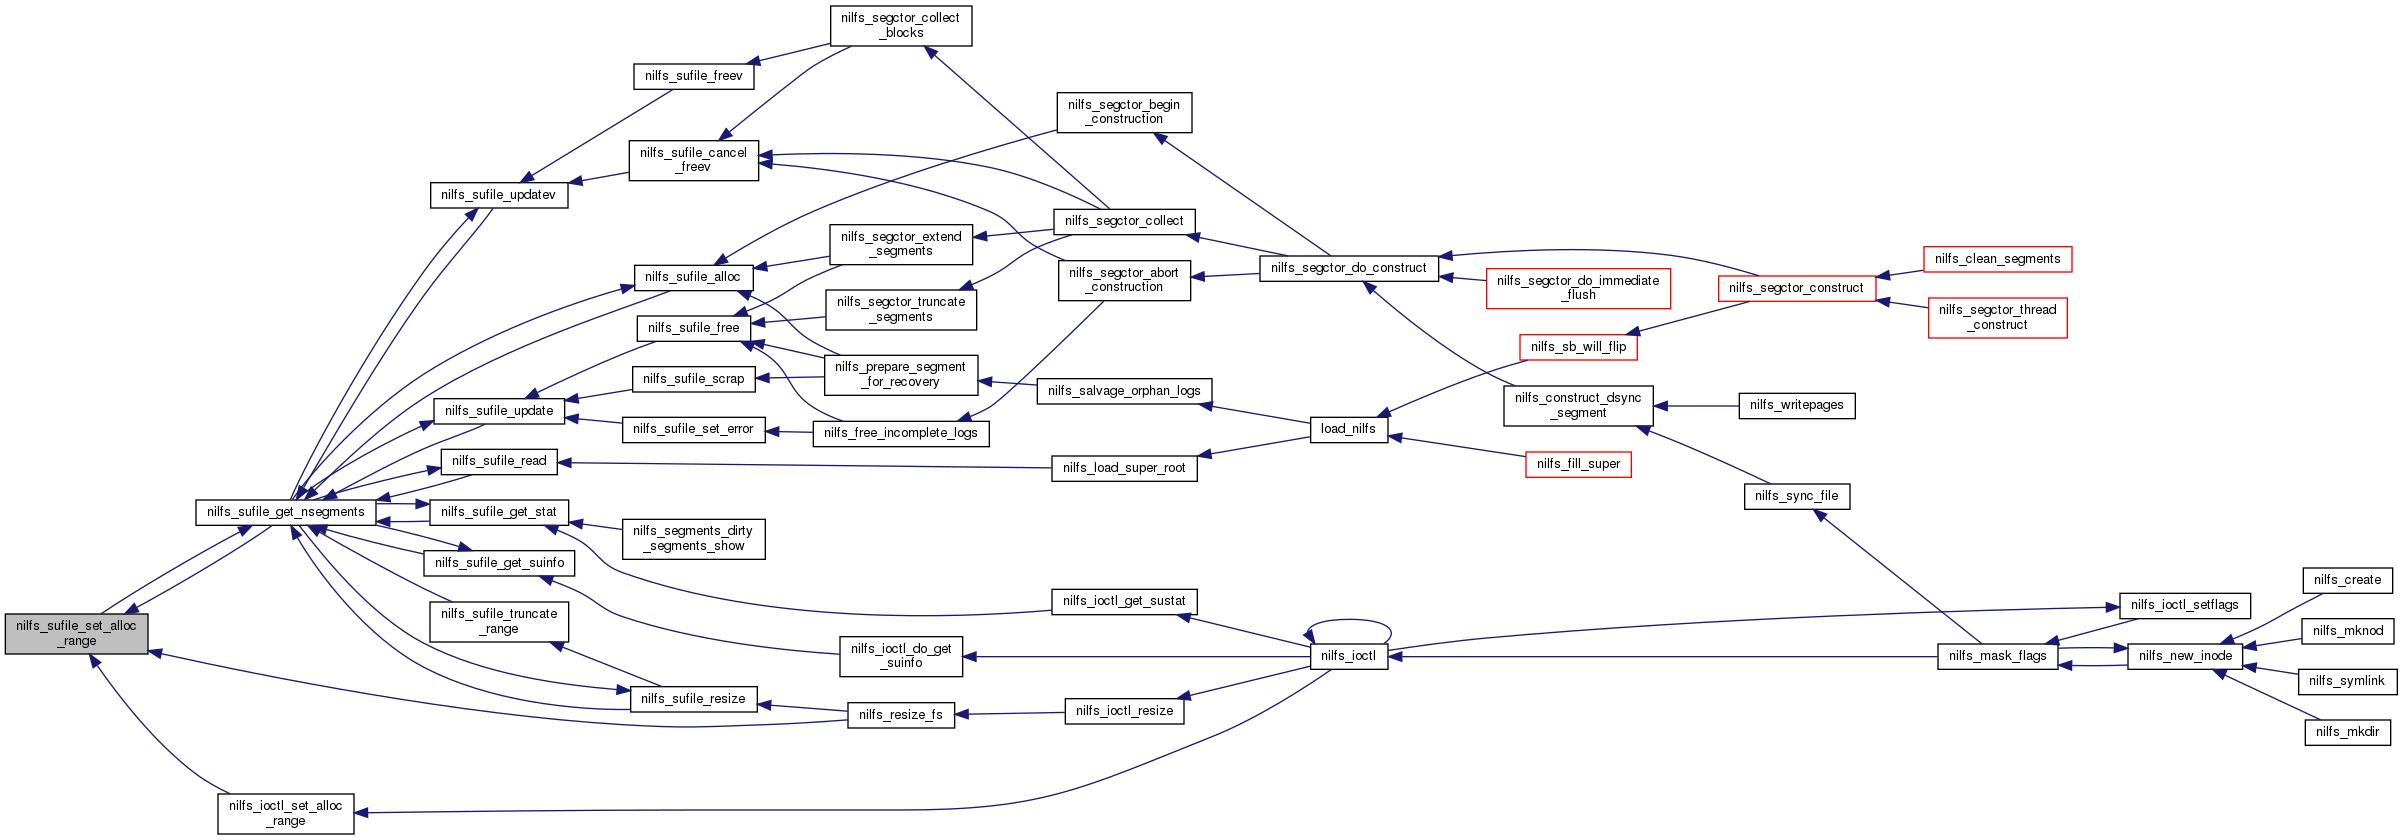 nilfs_sufile_set_alloc
_range
nilfs_sufile_get_nsegments
nilfs_ioctl_set_alloc
_range
nilfs_sufile_updatev
nilfs_sufile_update
nilfs_sufile_read
nilfs_sufile_get_stat
nilfs_sufile_get_suinfo
nilfs_sufile_truncate
_range
nilfs_sufile_freev
nilfs_sufile_cancel
_freev
nilfs_sufile_alloc
nilfs_sufile_free
nilfs_sufile_scrap
nilfs_sufile_set_error
nilfs_segments_dirty
_segments_show
nilfs_sufile_resize
nilfs_segctor_collect
_blocks
nilfs_segctor_extend
_segments
nilfs_segctor_truncate
_segments
nilfs_prepare_segment
_for_recovery
nilfs_free_incomplete_logs
nilfs_ioctl_do_get
_suinfo
nilfs_resize_fs
nilfs_segctor_begin
_construction
nilfs_segctor_collect
nilfs_segctor_abort
_construction
nilfs_salvage_orphan_logs
nilfs_load_super_root
nilfs_ioctl_get_sustat
nilfs_ioctl_resize
nilfs_segctor_do_construct
load_nilfs
nilfs_ioctl
nilfs_segctor_do_immediate
_flush
nilfs_sb_will_flip
nilfs_construct_dsync
_segment
nilfs_fill_super
nilfs_segctor_construct
nilfs_writepages
nilfs_sync_file
nilfs_clean_segments
nilfs_segctor_thread
_construct
nilfs_mask_flags
nilfs_ioctl_setflags
nilfs_new_inode
nilfs_create
nilfs_mknod
nilfs_symlink
nilfs_mkdir